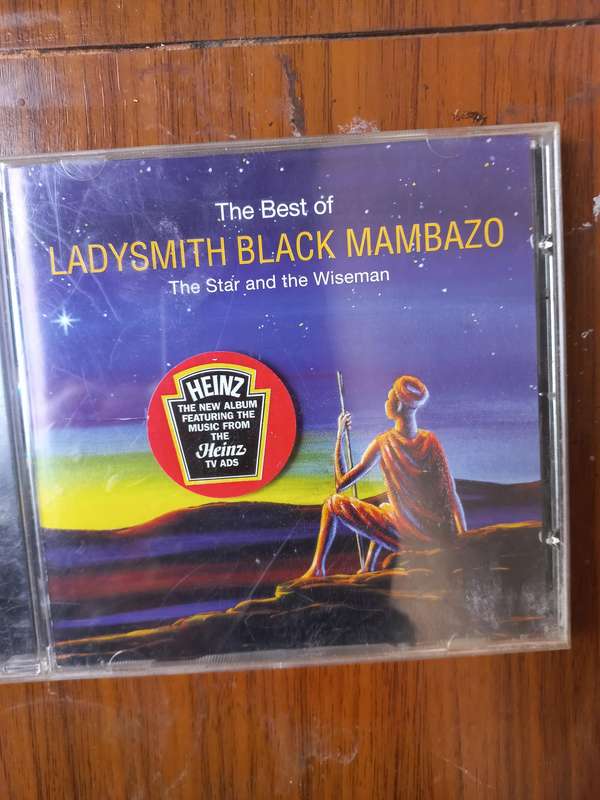 The Best of
LADYSMITH BLACK MAMBAZO
The Star and the Wiseman
HEINZ
THE NEW ALBUM
FEATURING THE
MUSIC FROM
THE
Heinz
TV ADS